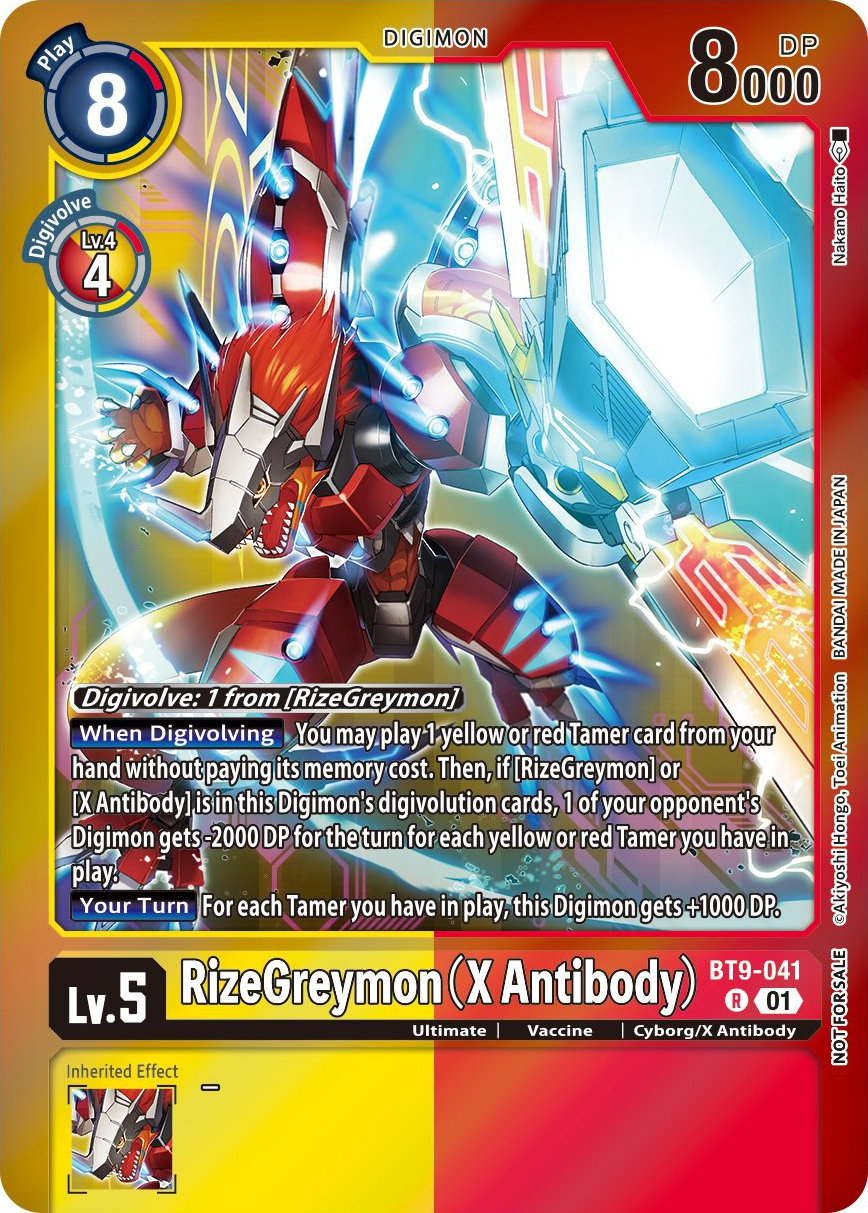 DIGIMON
Play
8
DP
8000
Digivolve
Lv.4
4
Nakano Haito
Digivolve: 1 from [RizeGreymon]
When Digivolving You may play 1 yellow or red Tamer card from your
hand without paying its memory cost. Then, if [RizeGreymon] or
[X Antibody] is in this Digimon's digivolution cards, 1 of your opponent's
Digimon gets -2000 DP for the turn for each yellow or red Tamer you have in
play.
Your Turn For each Tamer you have in play, this Digimon gets +1000 DP.
©Akiyoshi Hongo, Toei Animation BANDAI MADE IN JAPAN
Lv.5
RizeGreymon (X Antibody)
BT9-041
R 01
Ultimate | Vaccine | Cyborg/X Antibody
NOT FOR SALE
Inherited Effect
-